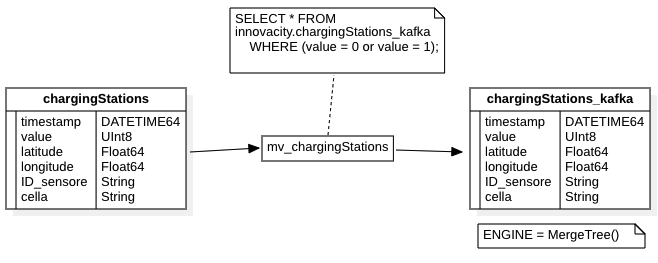 SELECT * FROM
innovacity.chargingStations_kafka
WHERE (value = 0 or value = 1);
chargingStations
timestamp DATETIME64
value UInt8
latitude Float64
longitude Float64
ID_sensore String
cella String
mv_chargingStations
chargingStations_kafka
timestamp DATETIME64
value UInt8
latitude Float64
longitude Float64
ID_sensore String
cella String
ENGINE = MergeTree()